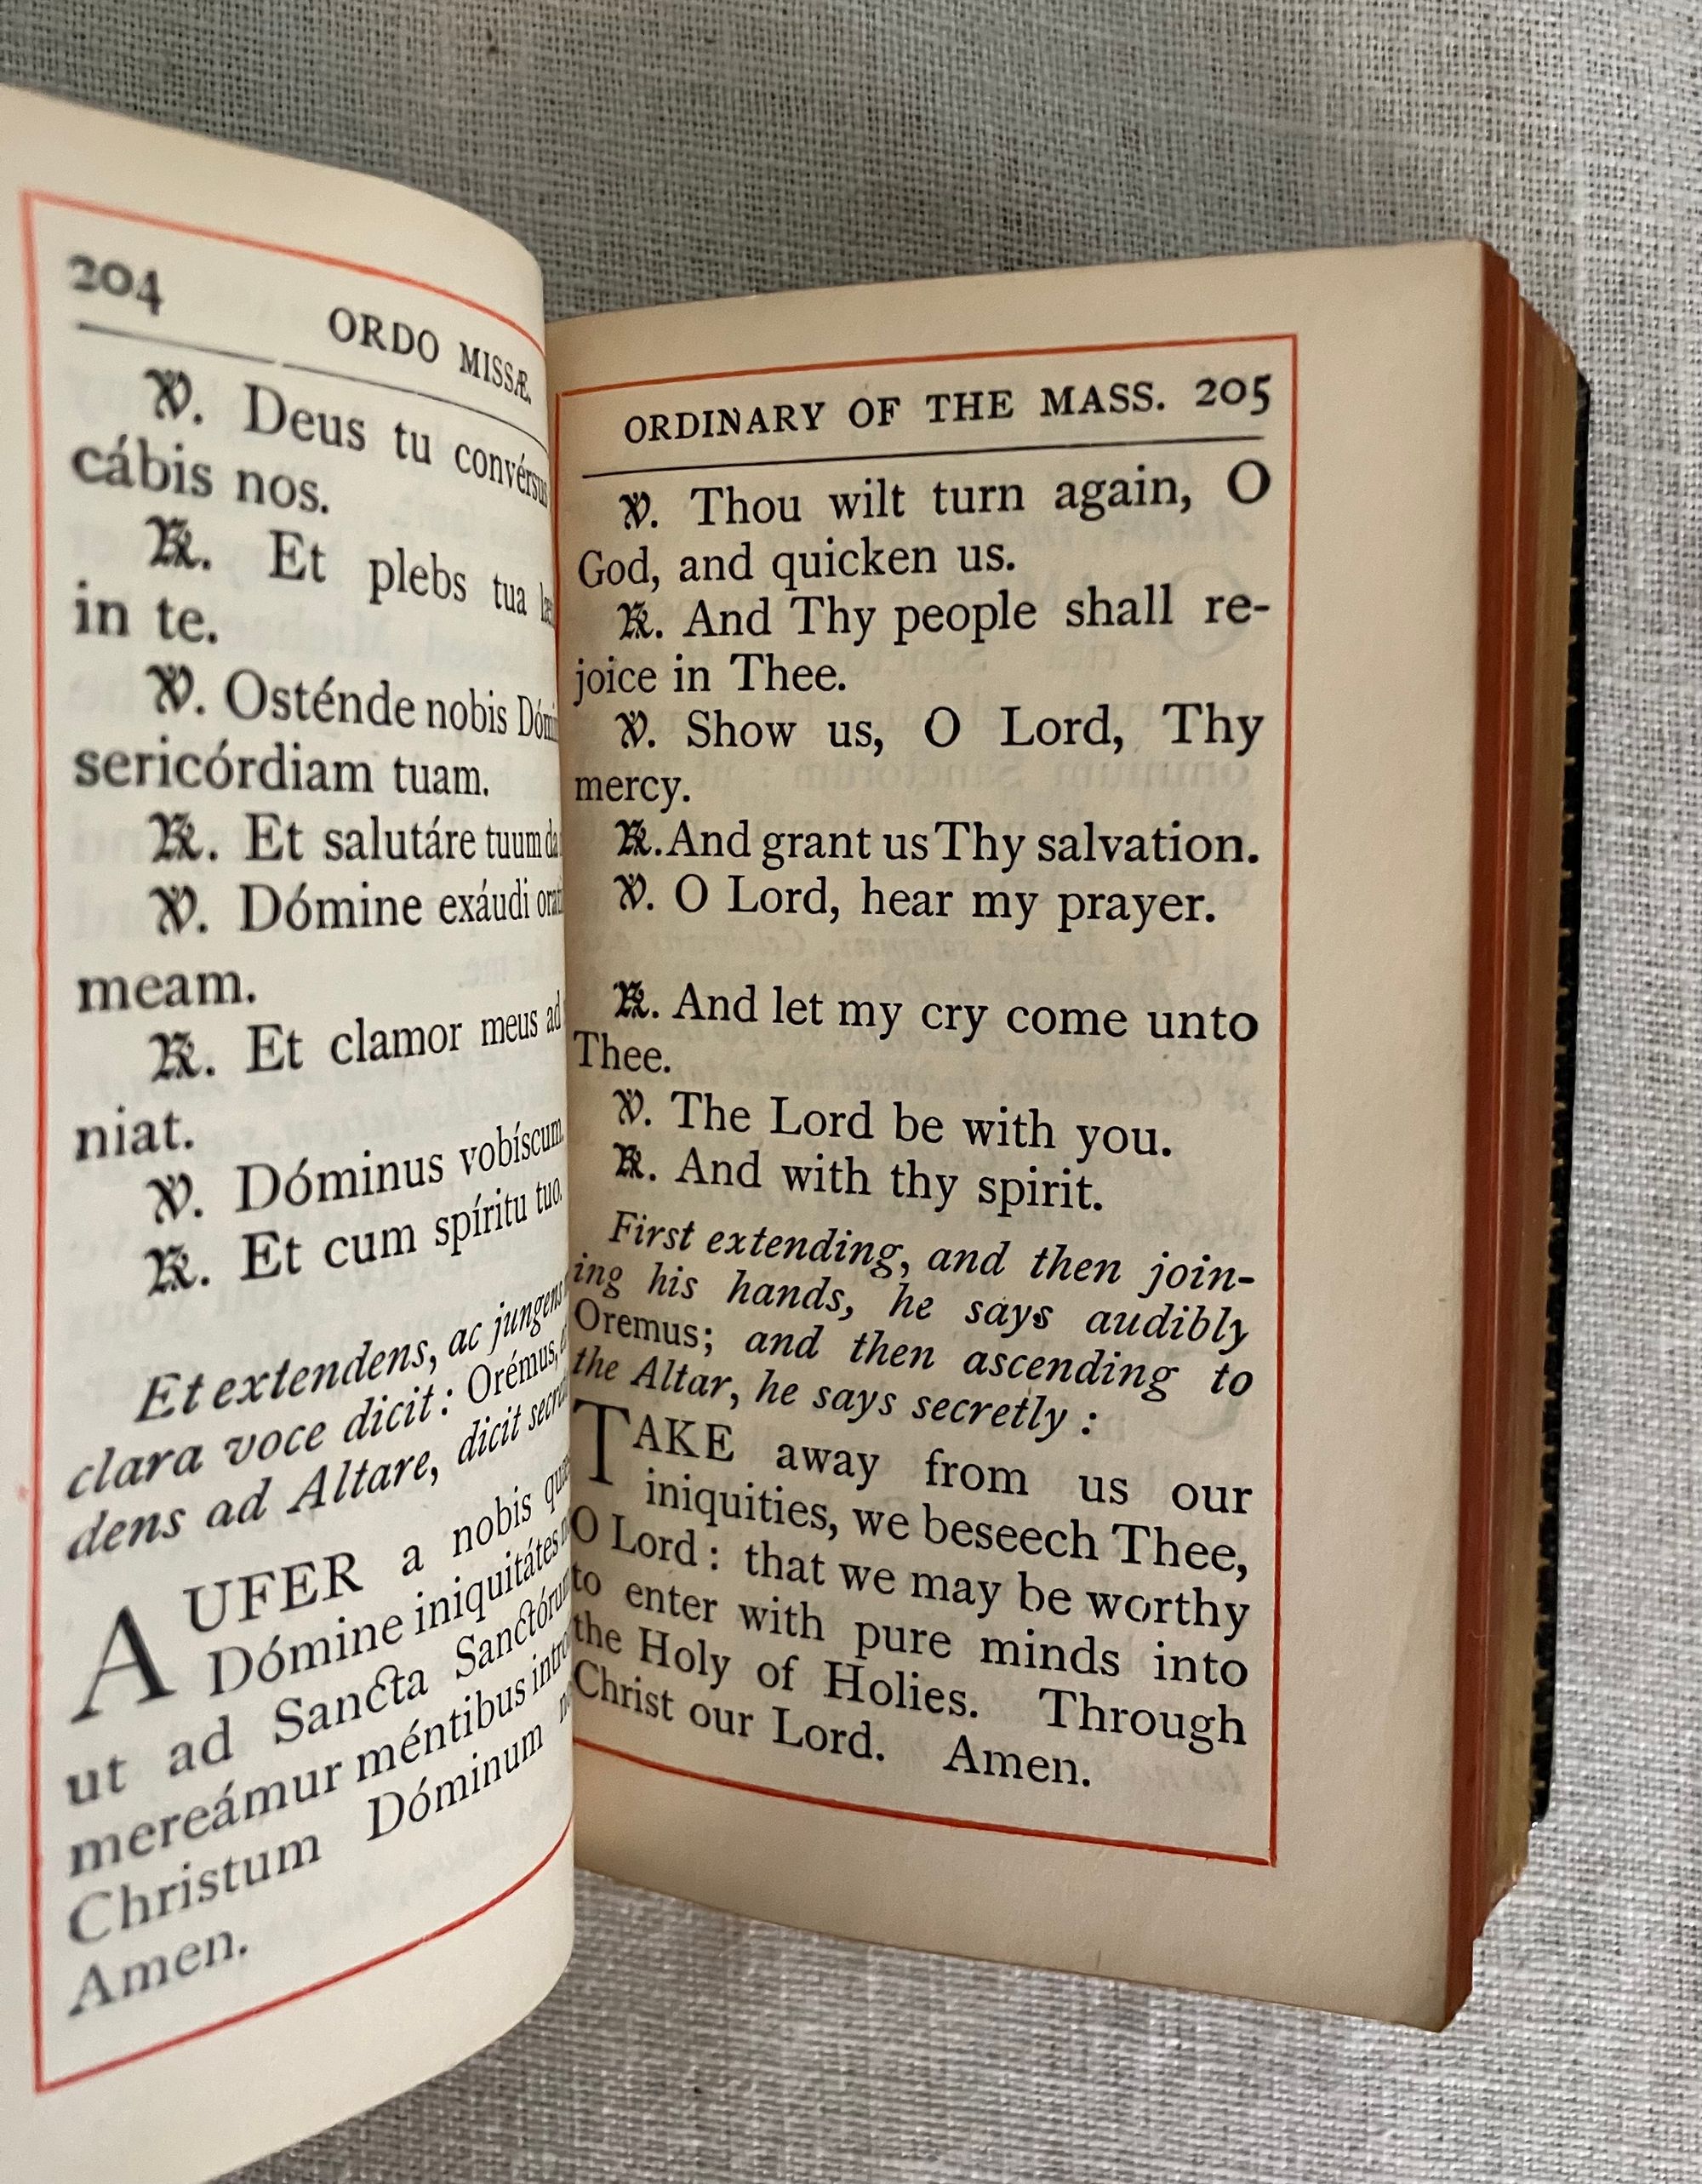 204
ORDO MISSÆ.
℣. Deus tu convérsus
cábis nos.
℟. Et plebs tua
in te.
℣. Osténde nobis
sericórdiam tuam.
℟. Et salutáre tuum
℣. Dómine exáudi
meam.
℟. Et clamor meus ad
niat.
℣. Dóminus vobíscum.
℟. Et cum spíritu tuo.
Et extendens, ac jungens
clara voce dicit: Orémus,
dens ad Altare, dicit
AUFER a nobis
Dómine iniquitátes
ut ad Sancta Sanctórum
mereámur méntibus
Christum Dóminum
Amen.
ORDINARY OF THE MASS. 205
℣. Thou wilt turn again, O
God, and quicken us.
℟. And Thy people shall re-
joice in Thee.
℣. Show us, O Lord, Thy
mercy.
℟. And grant us Thy salvation.
℣. O Lord, hear my prayer.
℟. And let my cry come unto
Thee.
℣. The Lord be with you.
℟. And with thy spirit.
First extending, and then join-
ing his hands, he says audibly
Oremus; and then ascending to
the Altar, he says secretly :
TAKE away from us our
iniquities, we beseech Thee,
O Lord : that we may be worthy
to enter with pure minds into
the Holy of Holies. Through
Christ our Lord. Amen.